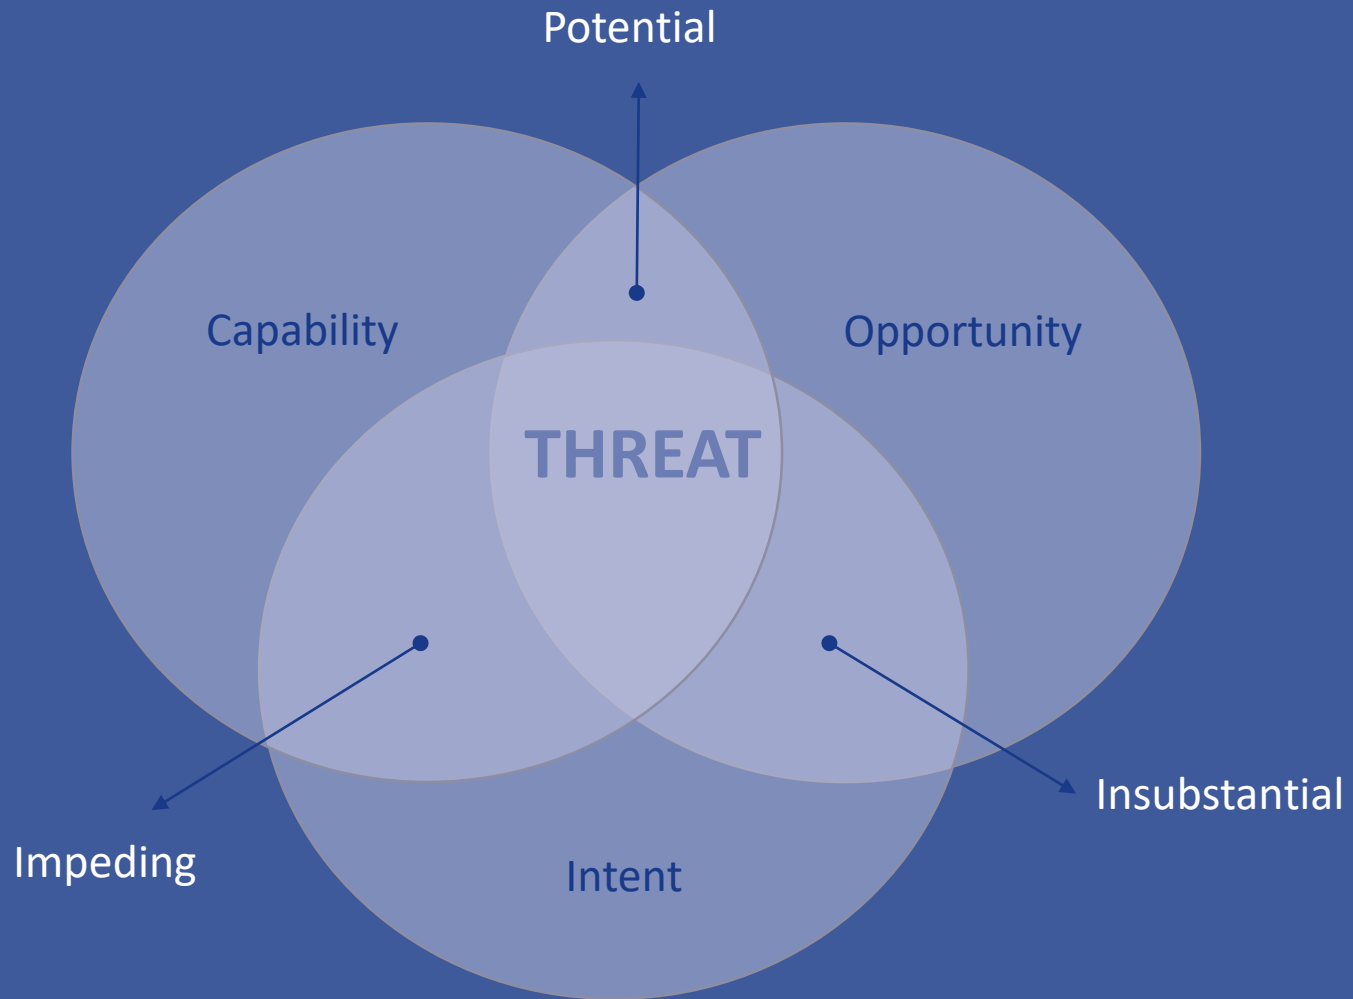 Potential
Capability
Opportunity
THREAT
Insubstantial
Impeding
Intent